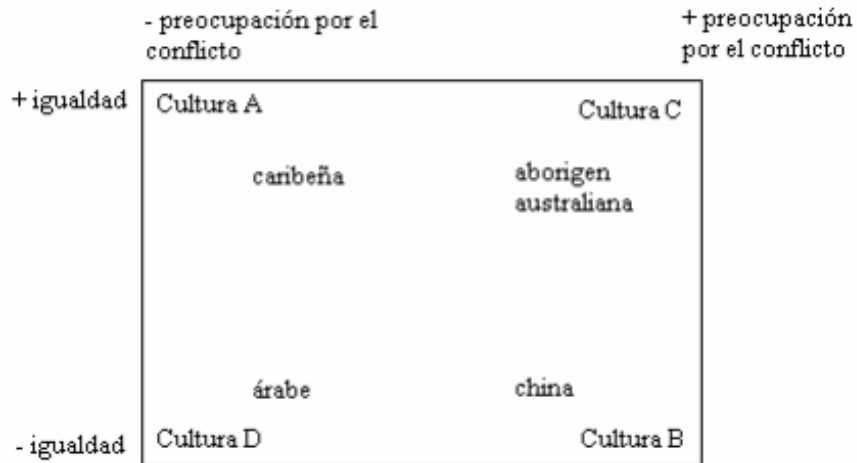 - preocupación por el
conflicto
+ preocupación
por el conflicto
+ igualdad
Cultura A
Cultura C
caribeña
aborigen
australiana
árabe
china
- igualdad
Cultura D
Cultura B